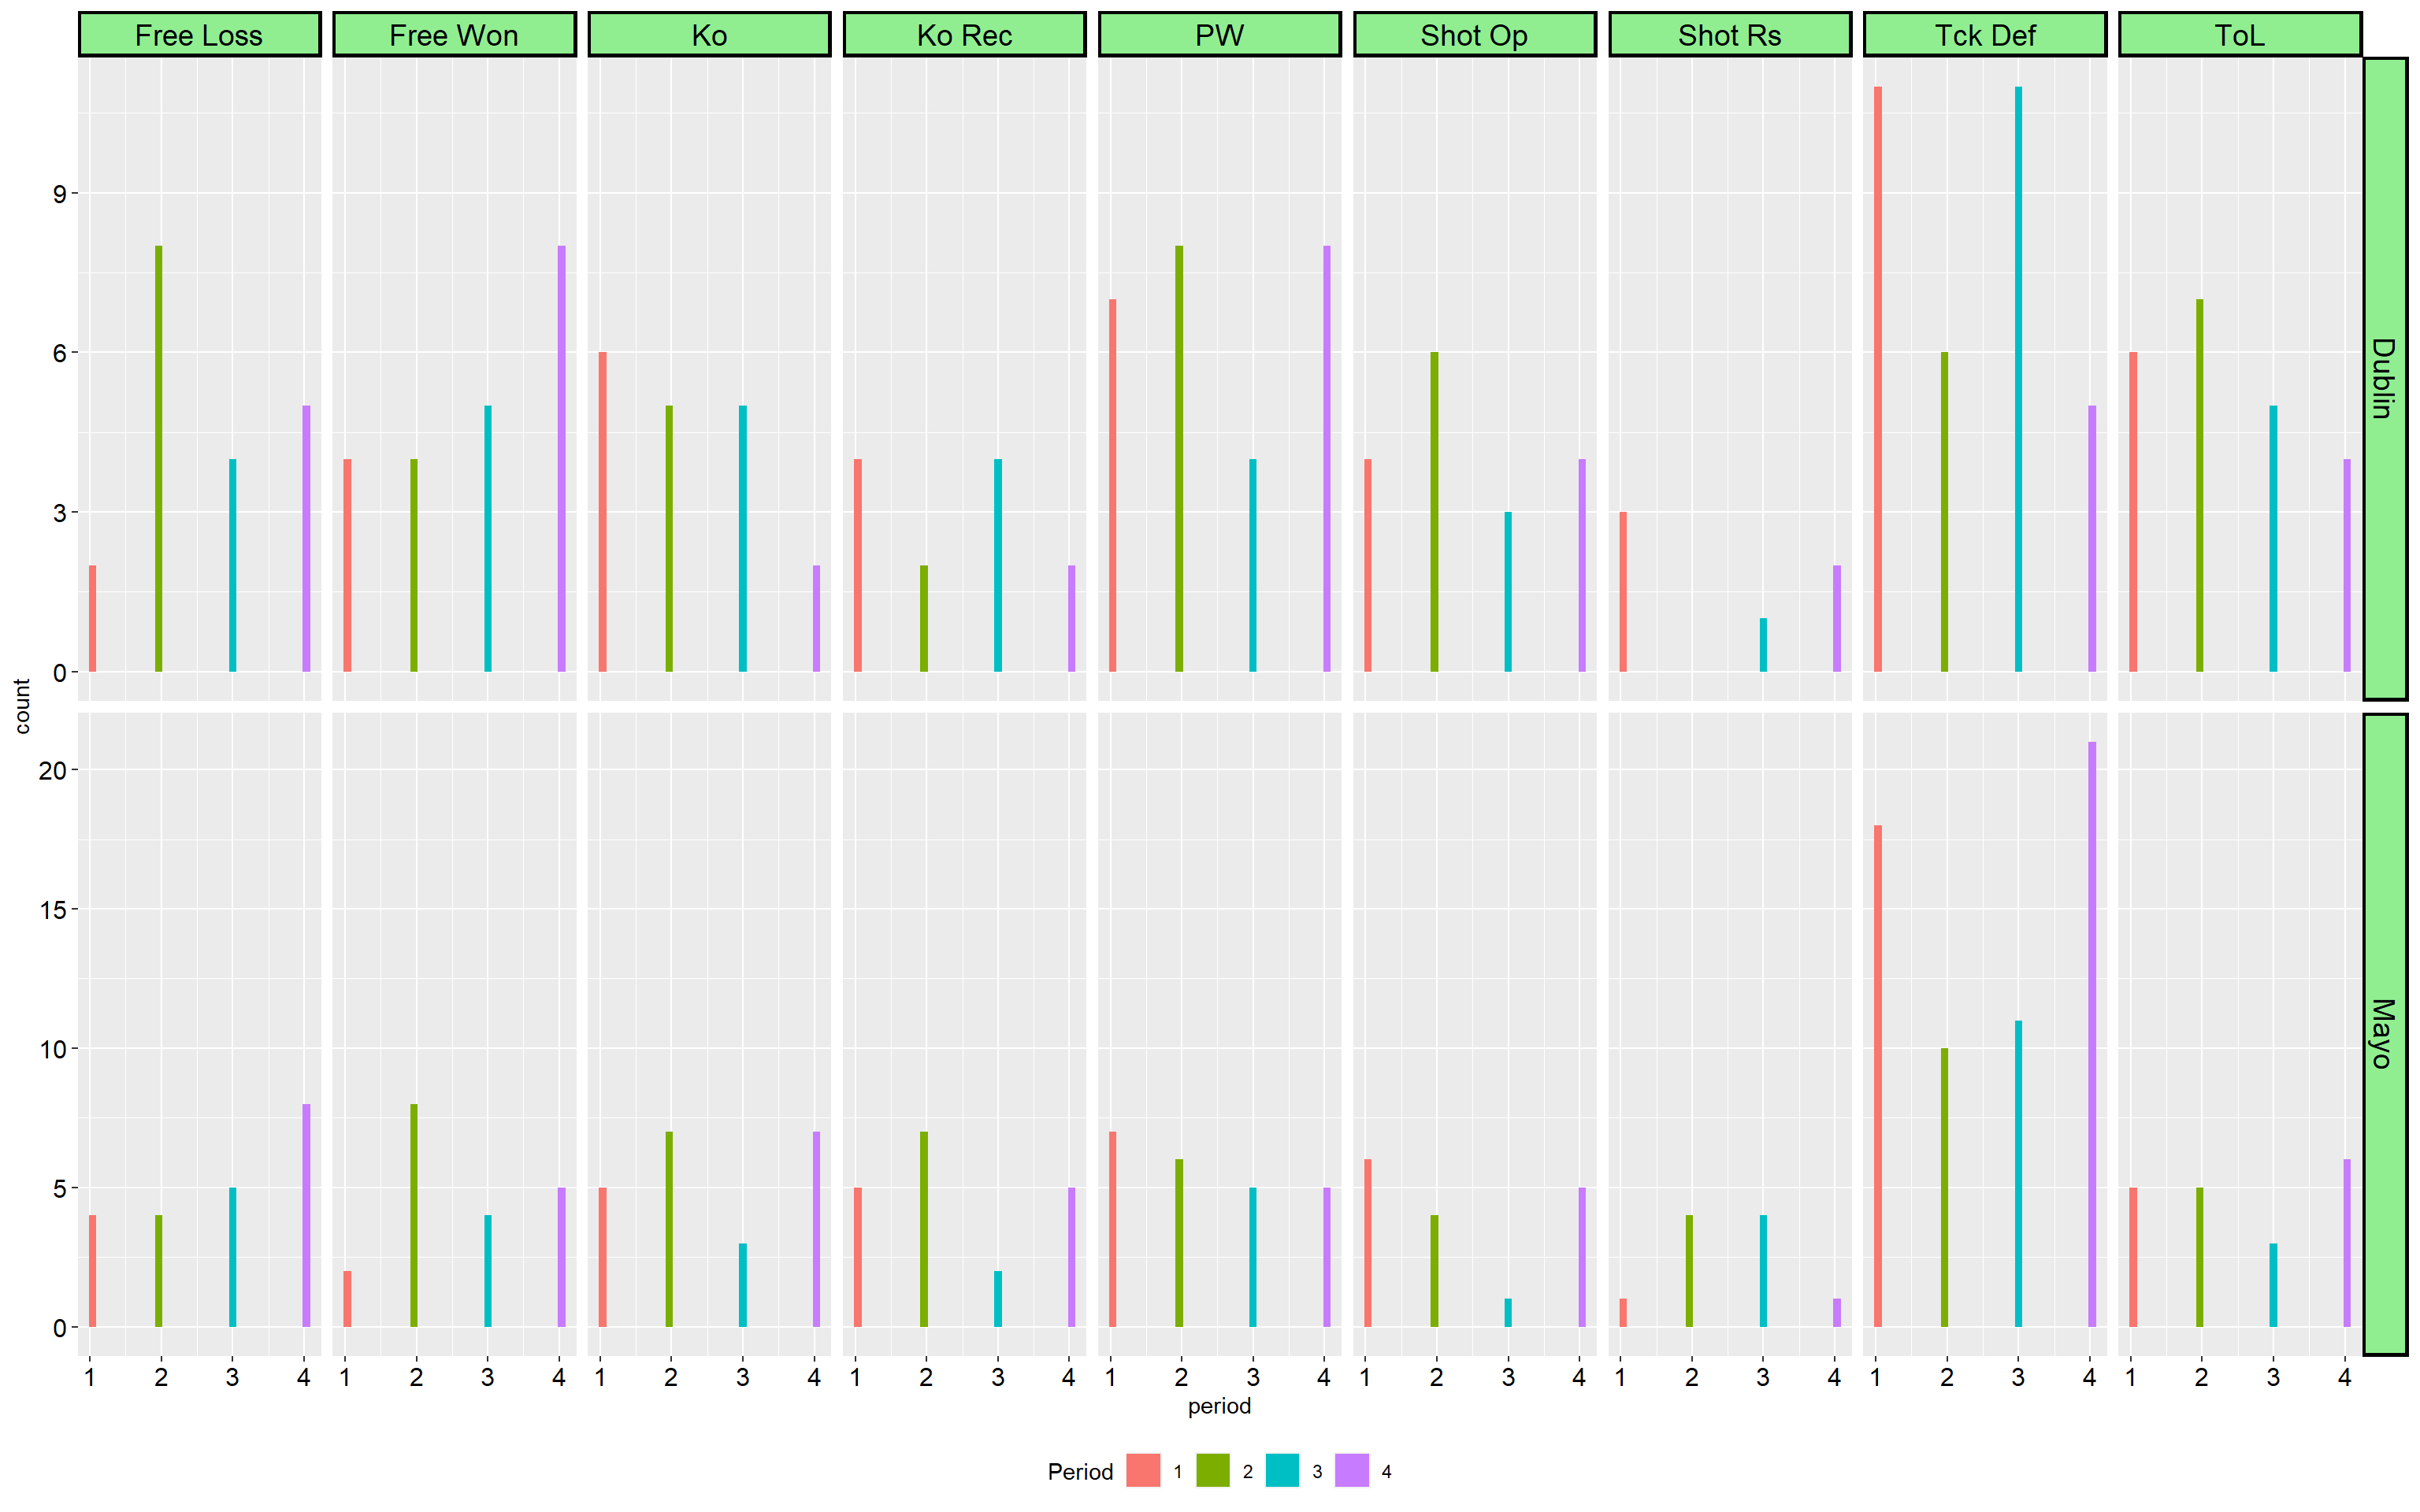 Free Loss Free Won Ko Ko Rec PW Shot Op Shot Rs Tck Def ToL
9
6
3
0
Dublin
count
20
15
10
5
0
Mayo
1 2 3 4 1 2 3 4 1 2 3 4 1 2 3 4 1 2 3 4 1 2 3 4 1 2 3 4 1 2 3 4 1 2 3 4
period
Period 1 2 3 4